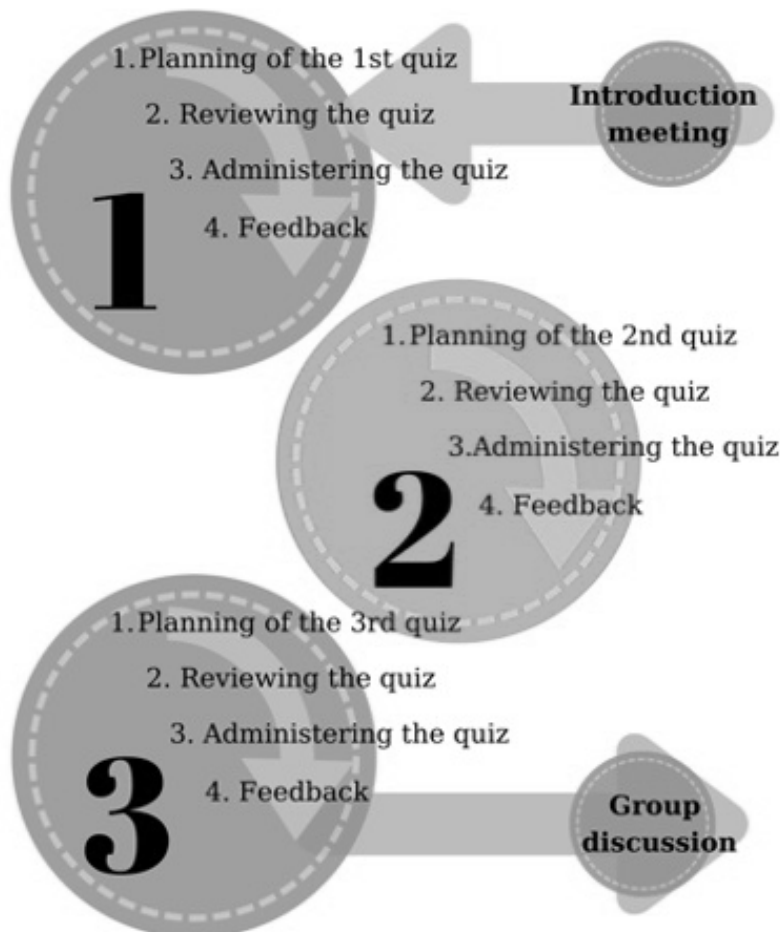 1.Planning of the 1st quiz
2. Reviewing the quiz
3. Administering the quiz
4. Feedback
1
Introduction
meeting
1.Planning of the 2nd quiz
2. Reviewing the quiz
3.Administering the quiz
4. Feedback
2
1.Planning of the 3rd quiz
2. Reviewing the quiz
3. Administering the quiz
4. Feedback
3
Group
discussion